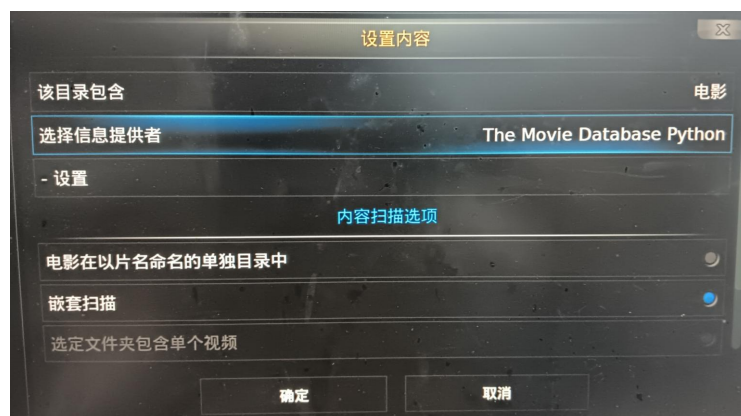 设置内容
该目录包含 电影
选择信息提供者 The Movie Database Python
- 设置
内容扫描选项
电影在以片名命名的单独目录中
嵌套扫描
选定文件夹包含单个视频
确定 取消